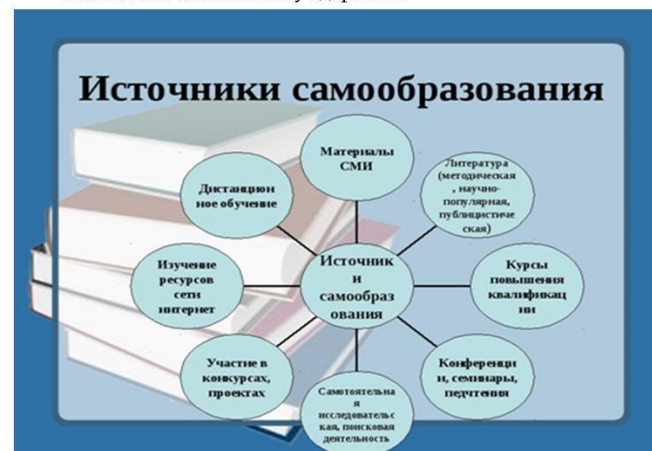 Источники самообразования
Материалы
СМИ
Литература
(методическая
, научно-
популярная,
публицистиче
ская)
Курсы
повышения
квалификац
ии
Конференци
и, семинары,
педчтения
Самотоятельна
я
исследовательс
кая, поисковая
деятельность
Участие в
конкурсах,
проектах
Изучение
ресурсов
сети
интернет
Дистанцион
ное обучение
Источник
и
самообраз
ования